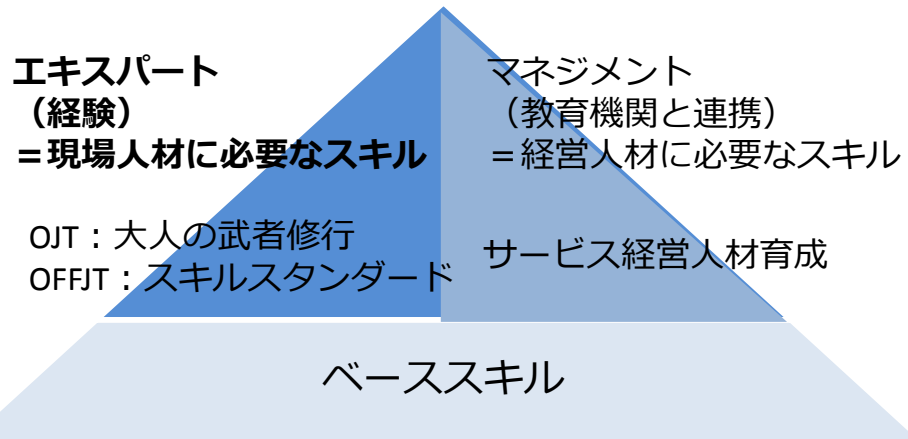 エキスパート
（経験）
＝現場人材に必要なスキル
OJT：大人の武者修行
OFFJT：スキルスタンダード
マネジメント
（教育機関と連携）
＝経営人材に必要なスキル
サービス経営人材育成
ベーススキル